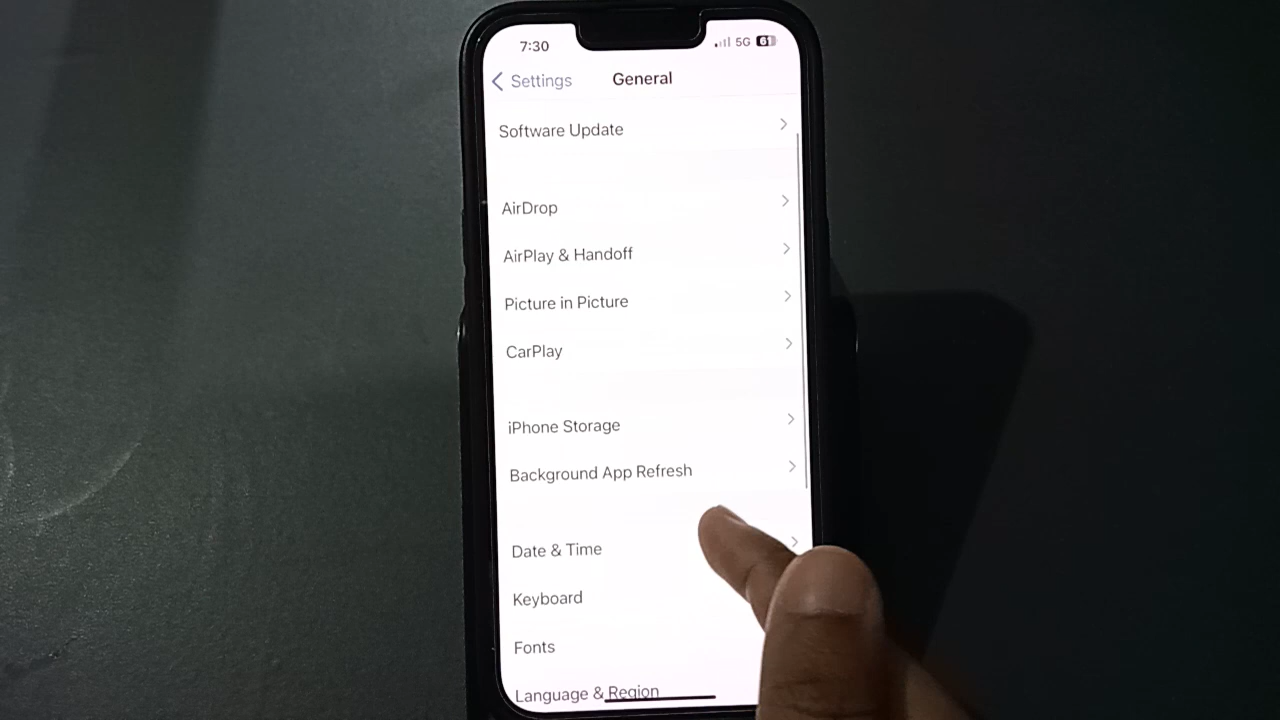 7:30
5G 61
Settings
General
Software Update
AirDrop
AirPlay & Handoff
Picture in Picture
CarPlay
iPhone Storage
Background App Refresh
Date & Time
Keyboard
Fonts
Language & Region